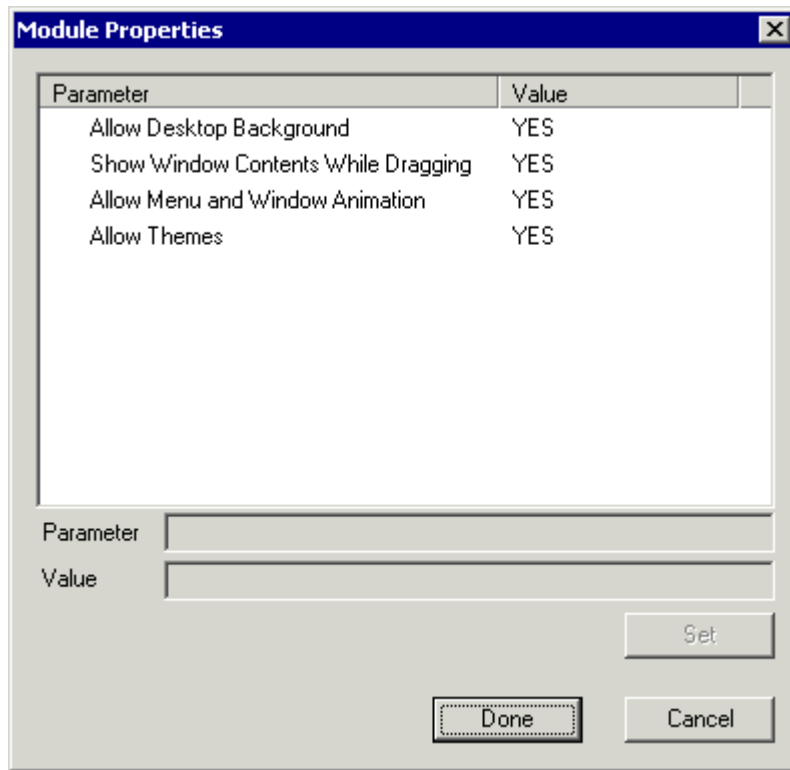 Module Properties
Parameter Value
Allow Desktop Background YES
Show Window Contents While Dragging YES
Allow Menu and Window Animation YES
Allow Themes YES
Parameter
Value
Set
Done Cancel